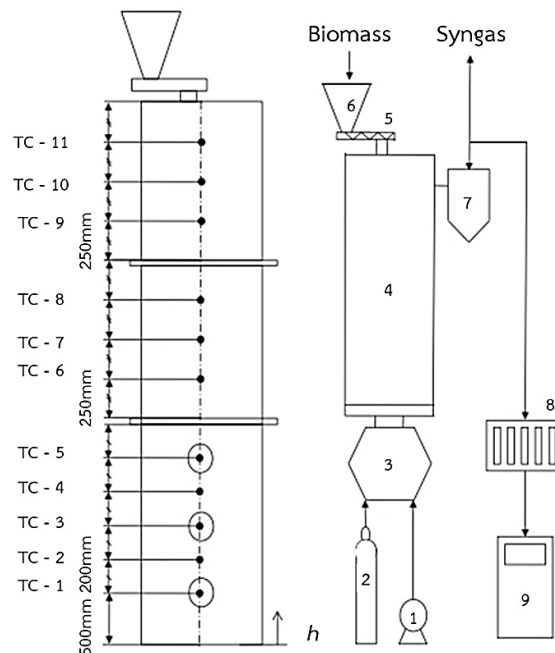 TC - 11
TC - 10
TC - 9
250mm
TC - 8
TC - 7
TC - 6
250mm
TC - 5
TC - 4
TC - 3
TC - 2
TC - 1
200mm
500mm
h
Biomass
Syngas
6
5
7
4
8
3
2
1
9